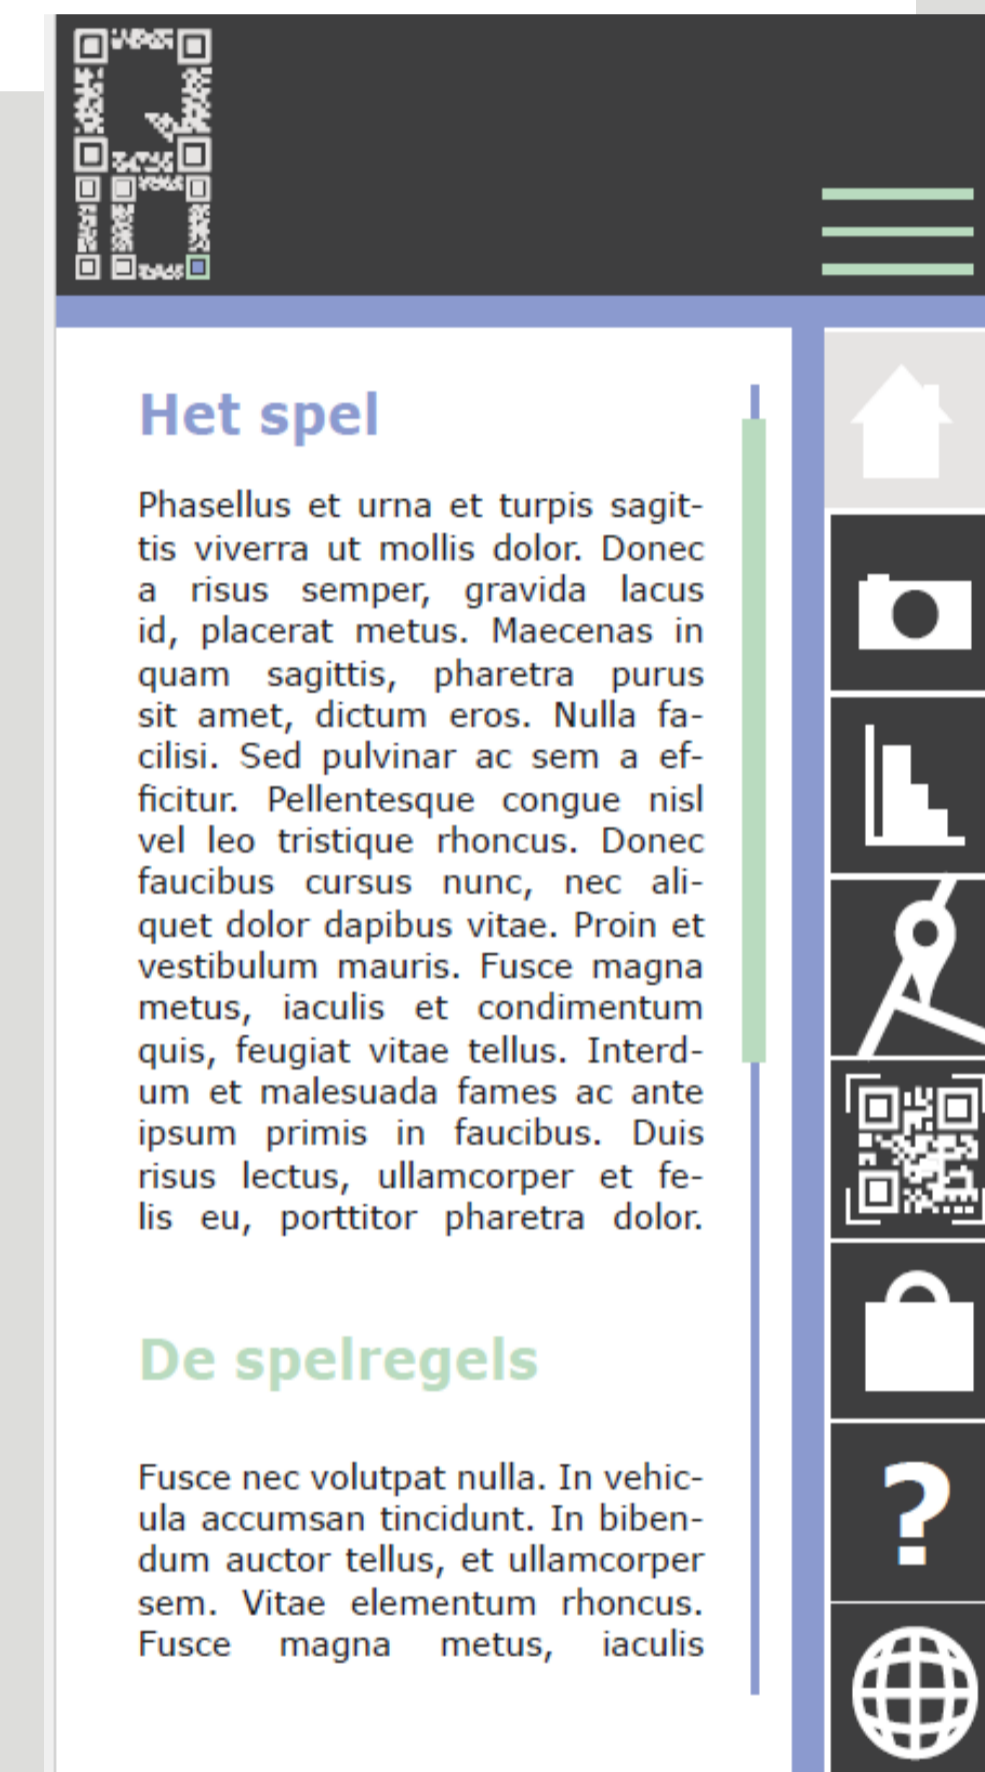 Het spel
Phasellus et urna et turpis sagit-
tis viverra ut mollis dolor. Donec
a risus semper, gravida lacus
id, placerat metus. Maecenas in
quam sagittis, pharetra purus
sit amet, dictum eros. Nulla fa-
cilisi. Sed pulvinar ac sem a ef-
ficitur. Pellentesque congue nisl
vel leo tristique rhoncus. Donec
faucibus cursus nunc, nec ali-
quet dolor dapibus vitae. Proin et
vestibulum mauris. Fusce magna
metus, iaculis et condimentum
quis, feugiat vitae tellus. Interd-
um et malesuada fames ac ante
ipsum primis in faucibus. Duis
risus lectus, ullamcorper et fe-
lis eu, porttitor pharetra dolor.
De spelregels
Fusce nec volutpat nulla. In vehic-
ula accumsan tincidunt. In biben-
dum auctor tellus, et ullamcorper
sem. Vitae elementum rhoncus.
Fusce magna metus, iaculis
?